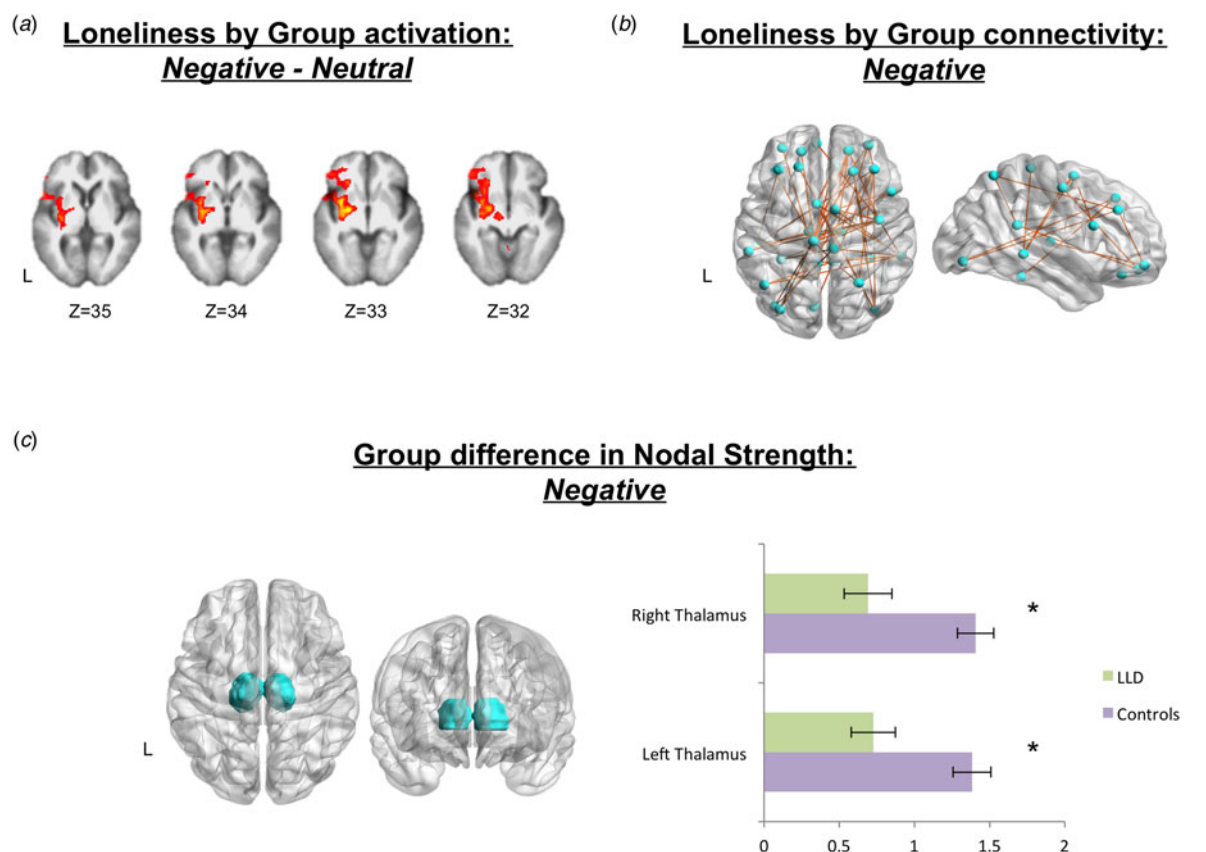 (a)
Loneliness by Group activation:
Negative - Neutral
L
Z=35
Z=34
Z=33
Z=32
(b)
Loneliness by Group connectivity:
Negative
L
(c)
Group difference in Nodal Strength:
Negative
L
Right Thalamus
*
Left Thalamus
*
LLD
Controls
0
0.5
1
1.5
2